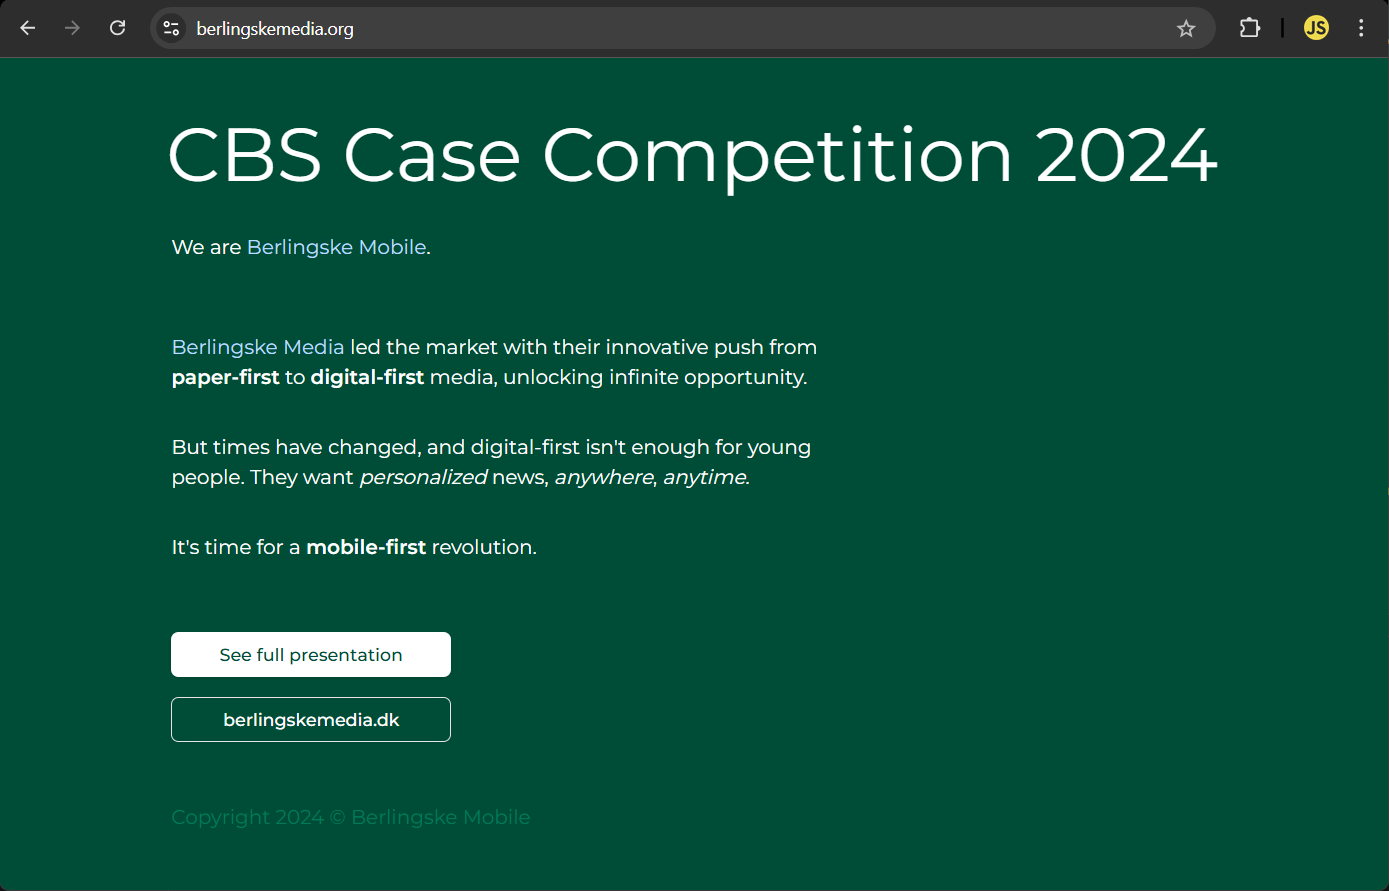 berlingskemedia.org
JS
CBS Case Competition 2024
We are Berlingske Mobile.
Berlingske Media led the market with their innovative push from
paper-first to digital-first media, unlocking infinite opportunity.
But times have changed, and digital-first isn't enough for young
people. They want personalized news, anywhere, anytime.
It's time for a mobile-first revolution.
See full presentation
berlingskemedia.dk
Copyright 2024 © Berlingske Mobile